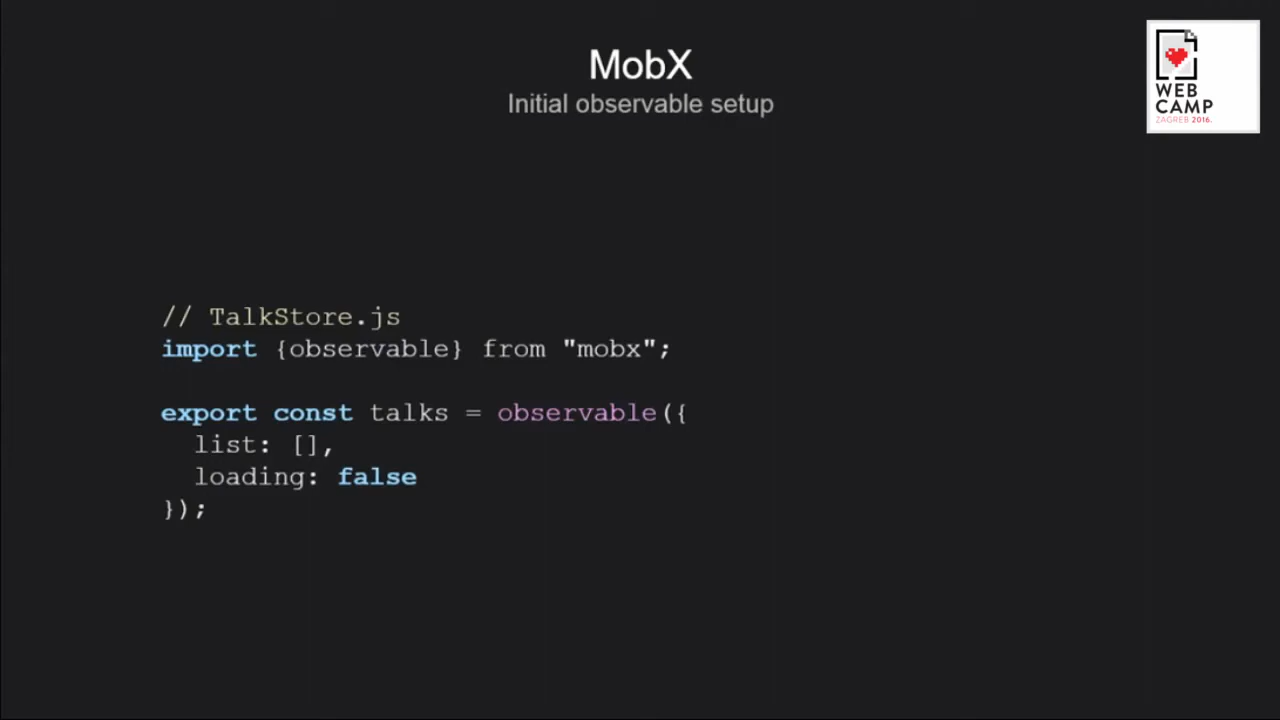 MobX
Initial observable setup
WEB
CAMP
ZAGREB 2016.
// TalkStore.js
import {observable} from "mobx";
export const talks = observable({
  list: [],
  loading: false
});